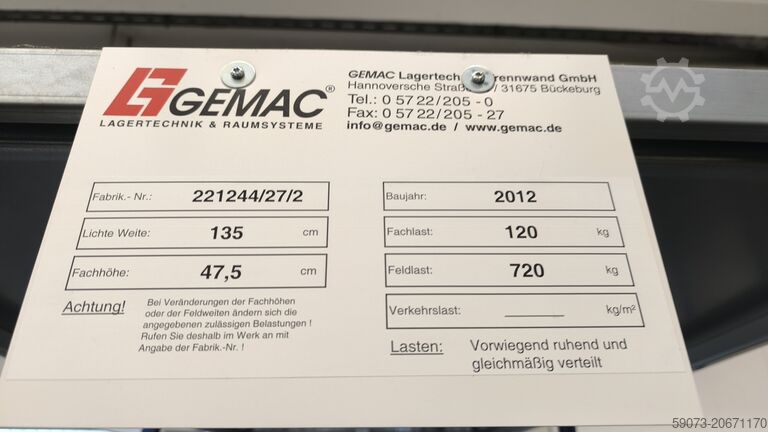 GEMAC®
LAGERTECHNIK & RAUMSYSTEME
GEMAC Lagertech rennwand GmbH
Hannoversche Straß / 31675 Bückeburg
Tel.: 0 57 22/205 - 0
Fax: 0 57 22/205 - 27
info@gemac.de / www.gemac.de
Fabrik.- Nr.: 221244/27/2
Lichte Weite: 135 cm
Fachhöhe: 47,5 cm
Achtung! Bei Veränderungen der Fachhöhen
oder der Feldweiten ändern sich die
angegebenen zulässigen Belastungen !
Rufen Sie deshalb im Werk an mit
Angabe der Fabrik.-Nr. !
Baujahr: 2012
Fachlast: 120 kg
Feldlast: 720 kg
Verkehrslast: kg/m²
Lasten: Vorwiegend ruhend und
gleichmäßig verteilt
59073-20671170